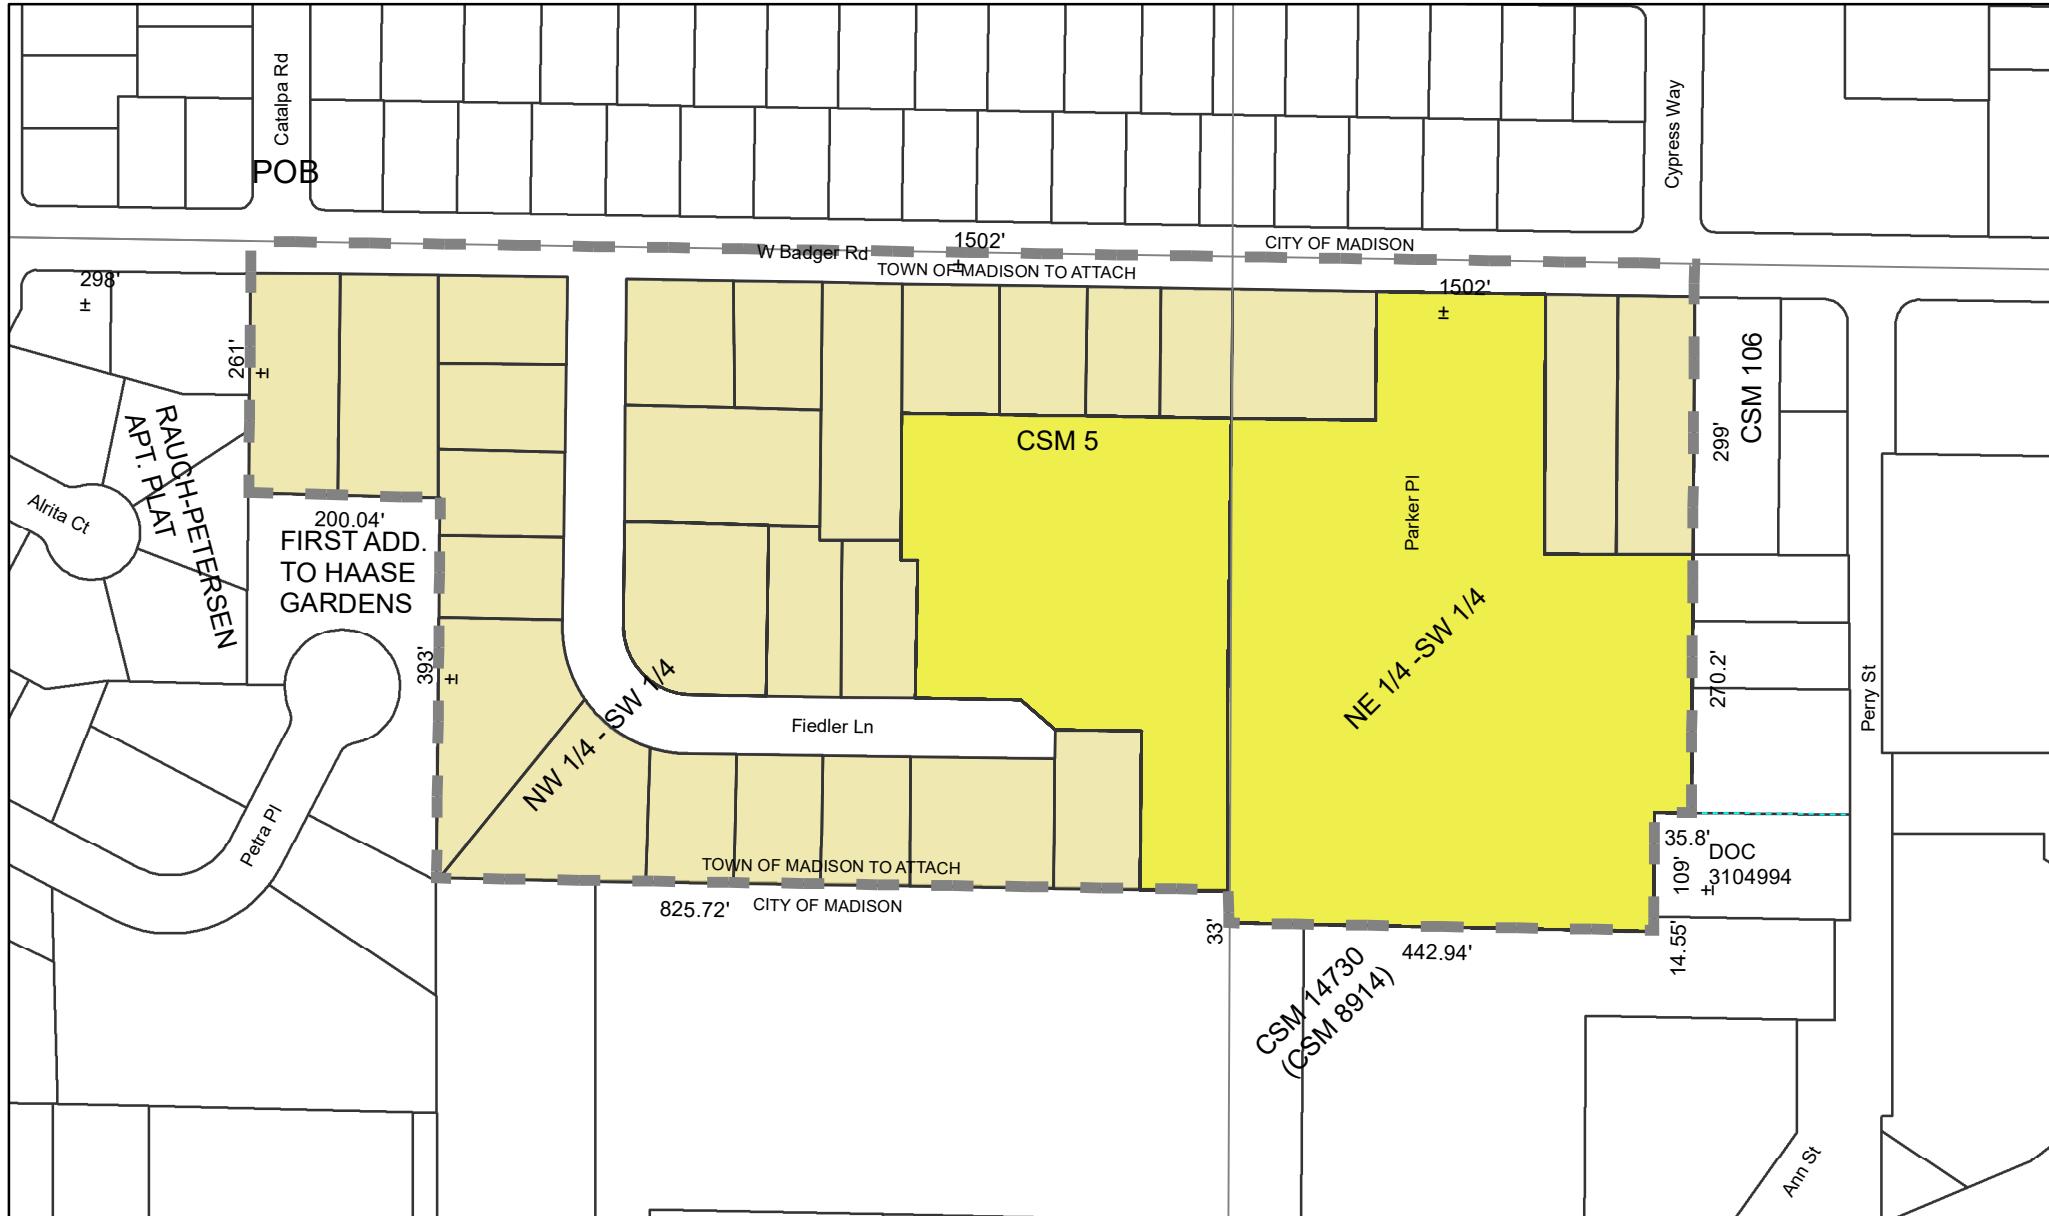 Catalpa Rd
Cypress Way
POB
W Badger Rd
1502'
±
CITY OF MADISON
TOWN OF MADISON TO ATTACH
298'
±
1502'
±
261'
±
CSM 106
299'
CSM 5
Parker Pl
RAUCH-PETERSEN
APT. PLAT
Alrita Ct
200.04'
FIRST ADD.
TO HAASE
GARDENS
393'
±
NW 1/4 - SW 1/4
NE 1/4 -SW 1/4
270.2'
Perry St
Fiedler Ln
Petra Pl
35.8'
DOC
3104994
109'
±
TOWN OF MADISON TO ATTACH
CITY OF MADISON
825.72'
33'
442.94'
14.55'
CSM 14730
(CSM 8914)
Ann St